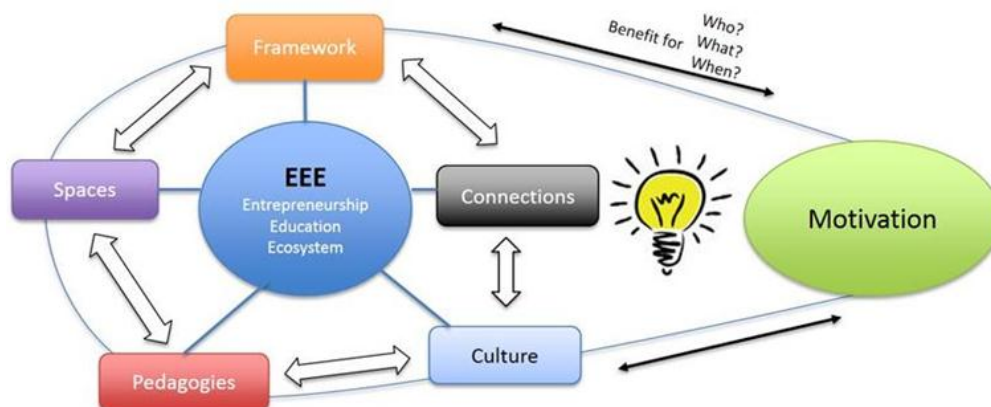 Framework
Benefit for
Who?
What?
When?
Spaces
EEE
Entrepreneurship
Education
Ecosystem
Connections
Motivation
Pedagogies
Culture